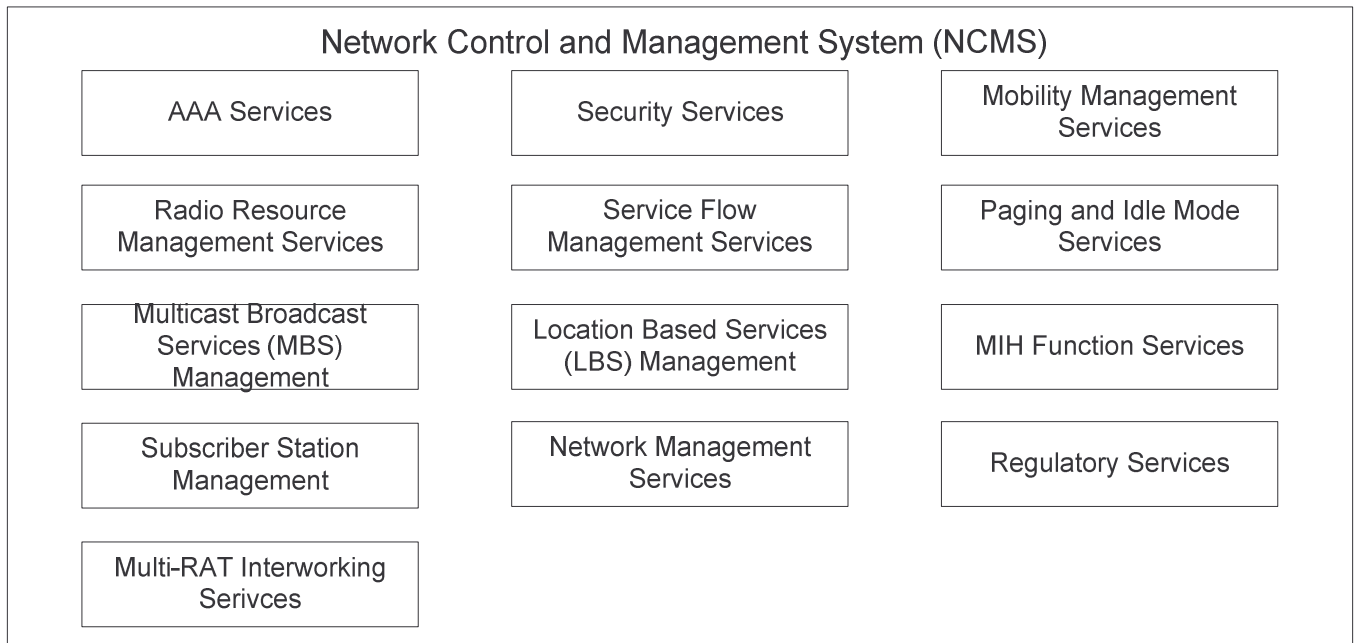 Network Control and Management System (NCMS)
AAA Services
Security Services
Mobility Management
Services
Radio Resource
Management Services
Service Flow
Management Services
Paging and Idle Mode
Services
Multicast Broadcast
Services (MBS)
Management
Location Based Services
(LBS) Management
MIH Function Services
Subscriber Station
Management
Network Management
Services
Regulatory Services
Multi-RAT Interworking
Serivces